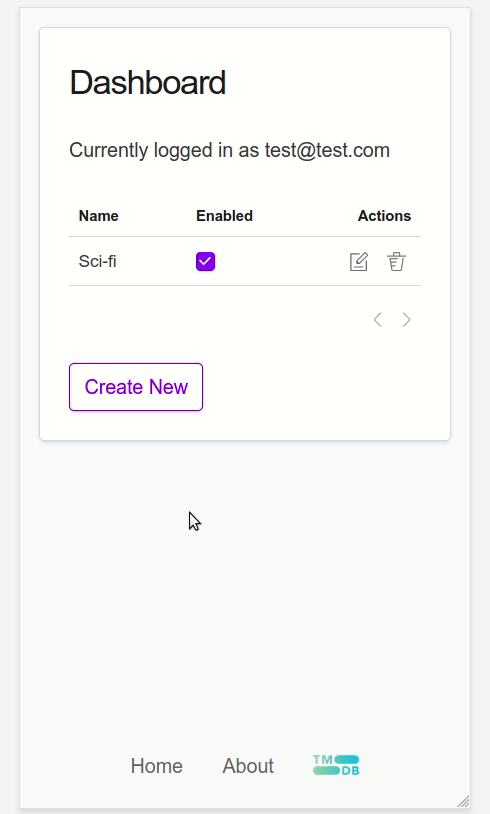 Dashboard
Currently logged in as test@test.com
Name Enabled Actions
Sci-fi
Create New
Home About TMDB